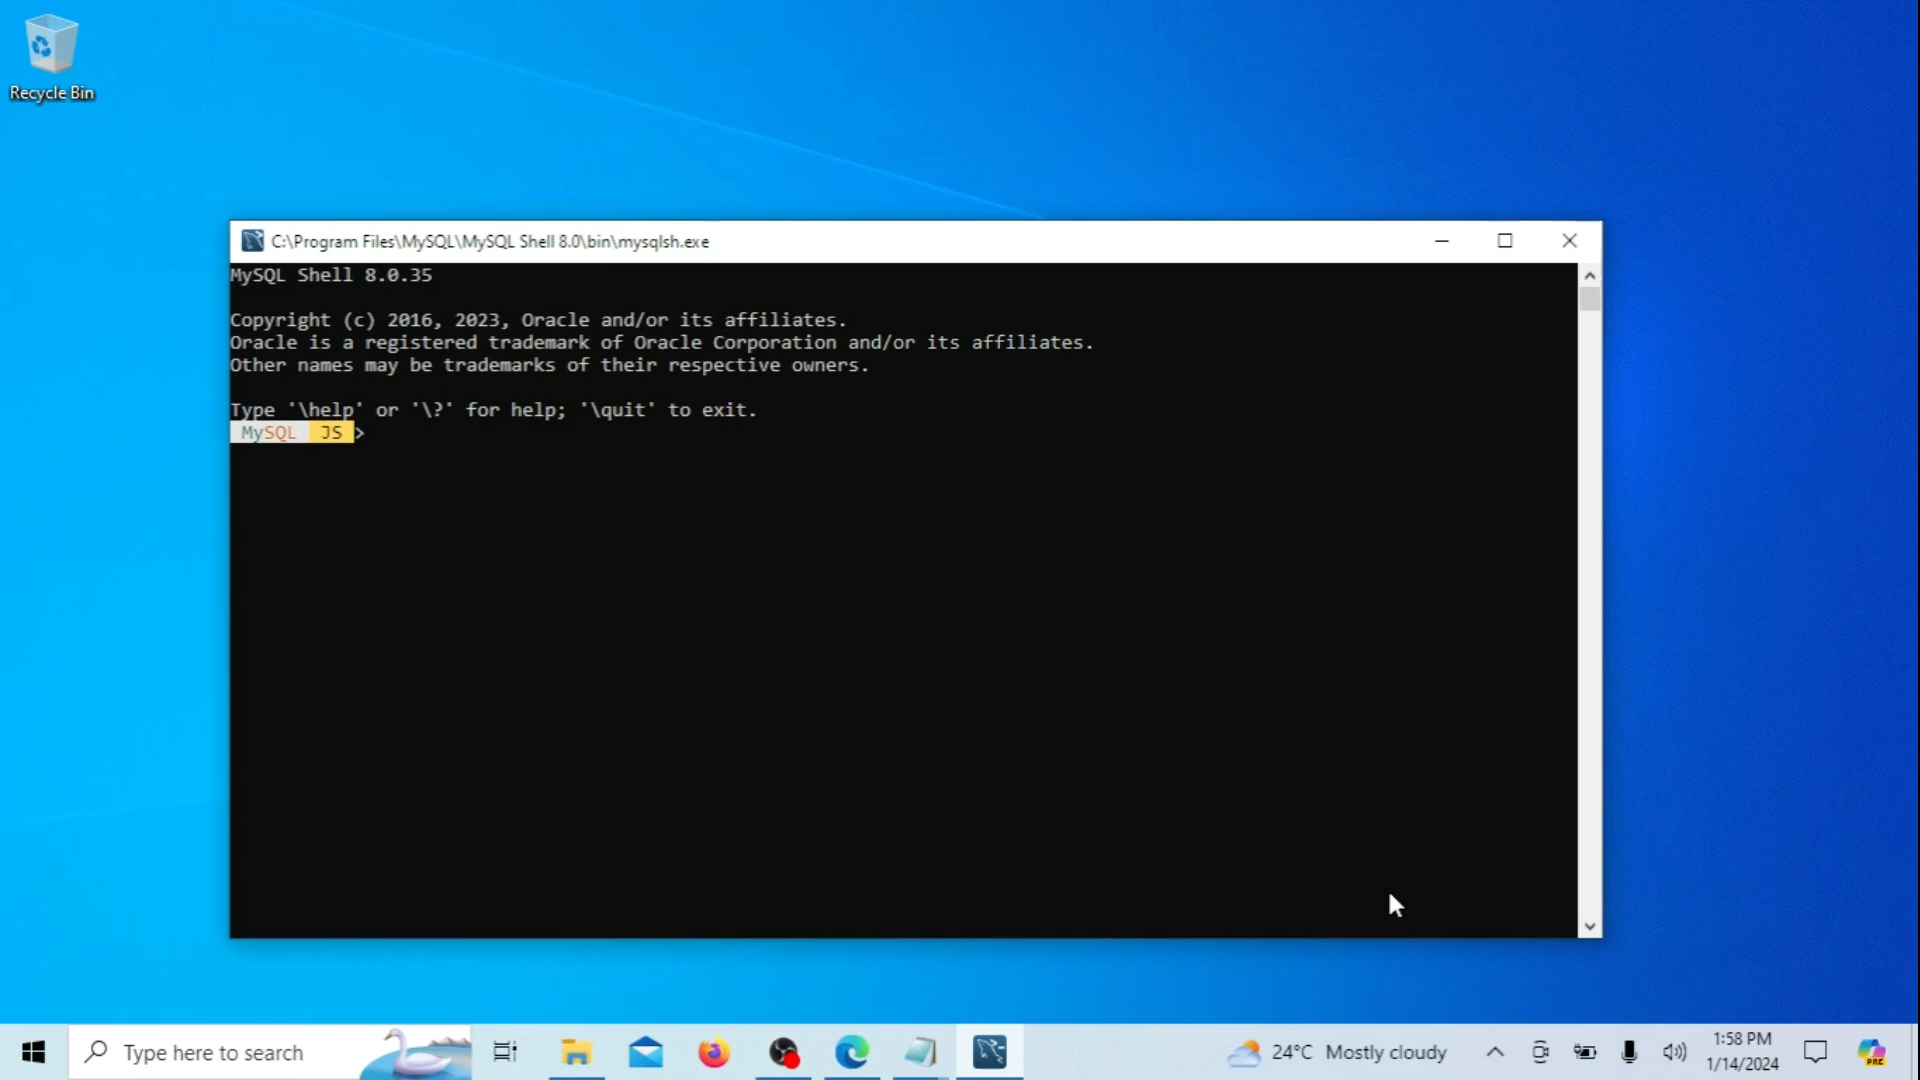 Recycle Bin
C:\Program Files\MySQL\MySQL Shell 8.0\bin\mysqlsh.exe
MySQL Shell 8.0.35
Copyright (c) 2016, 2023, Oracle and/or its affiliates.
Oracle is a registered trademark of Oracle Corporation and/or its affiliates.
Other names may be trademarks of their respective owners.
Type '\help' or '\?' for help; '\quit' to exit.
MySQL JS >
Type here to search
24°C Mostly cloudy
1:58 PM
1/14/2024
PRE